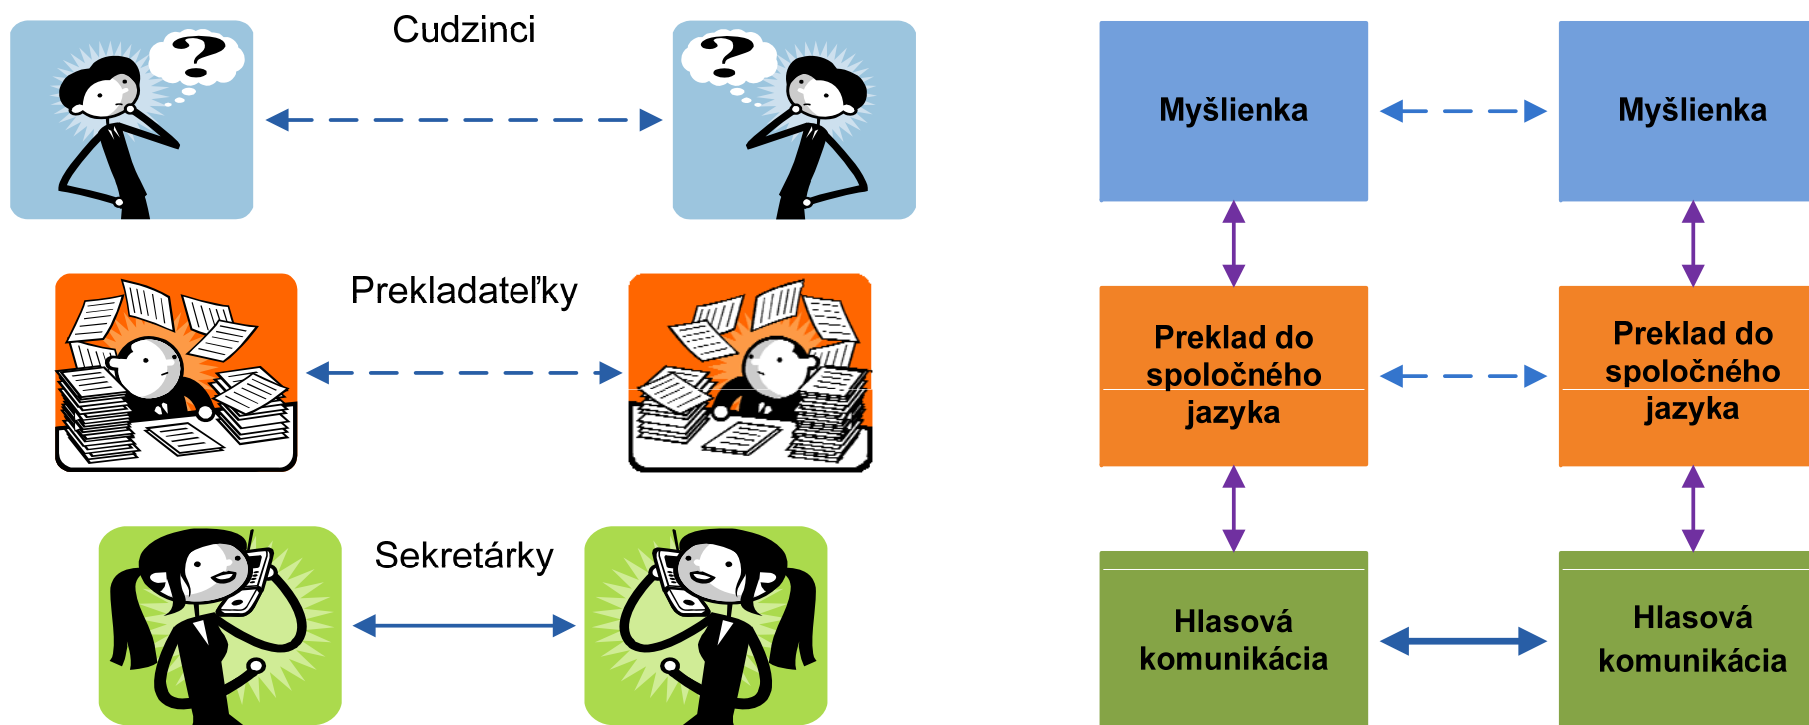 Cudzinci
?
?
Prekladateľky
Sekretárky
Myšlienka
Myšlienka
Preklad do
spoločného
jazyka
Preklad do
spoločného
jazyka
Hlasová
komunikácia
Hlasová
komunikácia